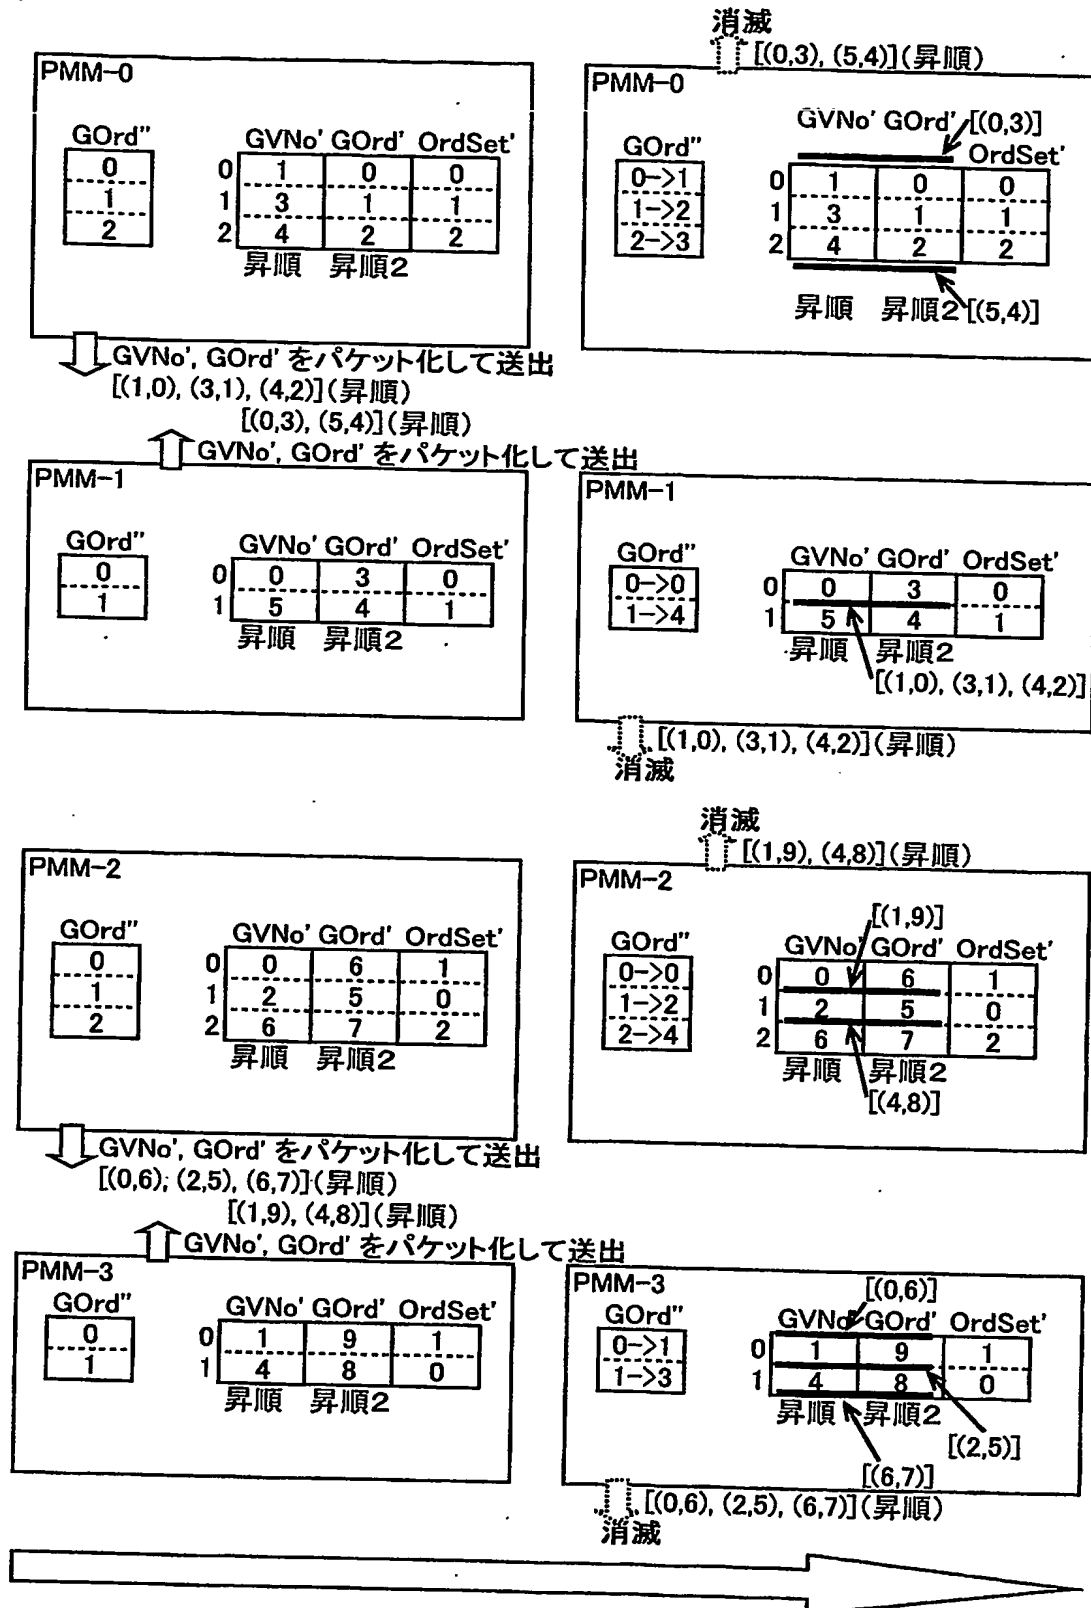 PMM-0
GOrd"
0
1
2
GVNo' GOrd' OrdSet'
0 1 0 0
1 3 1 1
2 4 2 2
昇順 昇順2
GVNo', GOrd' をパケット化して送出
[(1,0), (3,1), (4,2)](昇順)
[(0,3), (5,4)](昇順)
GVNo', GOrd' をパケット化して送出
PMM-1
GOrd"
0
1
GVNo' GOrd' OrdSet'
0 0 3 0
1 5 4 1
昇順 昇順2
PMM-2
GOrd"
0
1
2
GVNo' GOrd' OrdSet'
0 0 6 1
1 2 5 0
2 6 7 2
昇順 昇順2
GVNo', GOrd' をパケット化して送出
[(0,6), (2,5), (6,7)](昇順)
[(1,9), (4,8)](昇順)
GVNo', GOrd' をパケット化して送出
PMM-3
GOrd"
0
1
GVNo' GOrd' OrdSet'
0 1 9 1
1 4 8 0
昇順 昇順2
消滅
[(0,3), (5,4)](昇順)
PMM-0
GVNo' GOrd' [(0,3)]
GOrd" OrdSet'
0->1
1->2
2->3
0 1 0 0
1 3 1 1
2 4 2 2
昇順 昇順2 [(5,4)]
PMM-1
GOrd"
0->0
1->4
GVNo' GOrd' OrdSet'
0 0 3 0
1 5 4 1
昇順 昇順2
[(1,0), (3,1), (4,2)]
[(1,0), (3,1), (4,2)](昇順)
消滅
消滅
[(1,9), (4,8)](昇順)
PMM-2
[(1,9)]
GOrd"
0->0
1->2
2->4
GVNo' GOrd' OrdSet'
0 0 6 1
1 2 5 0
2 6 7 2
昇順 昇順2
[(4,8)]
PMM-3
[(0,6)]
GOrd"
0->1
1->3
GVNo' GOrd' OrdSet'
0 1 9 1
1 4 8 0
昇順 昇順2
[(2,5)]
[(6,7)]
[(0,6), (2,5), (6,7)](昇順)
消滅